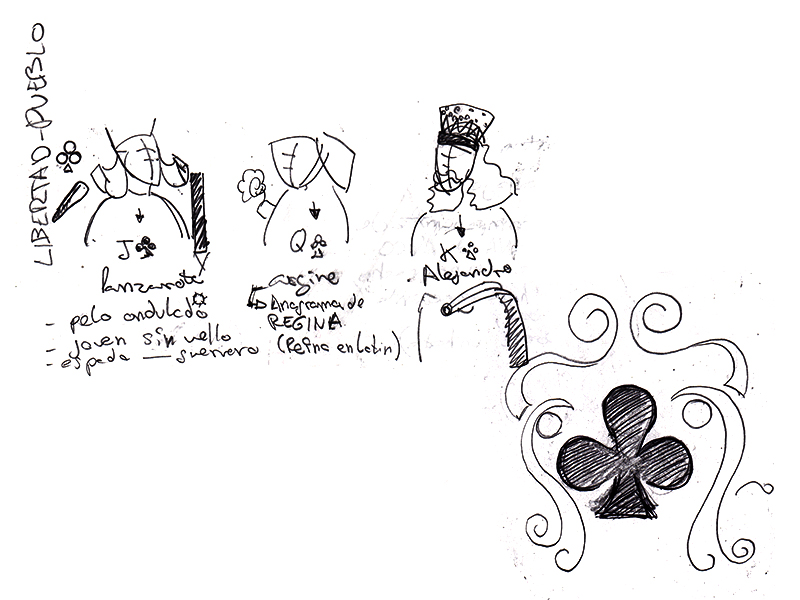 LIBERTAD-PUEBLO
J♣
Lanzarote
- pelo ondulado
- joven sin vello
- espada — guerrero
Q♣
argine
Anagrama de
REGINA
(Reina en latin)
K♣
Alejandro